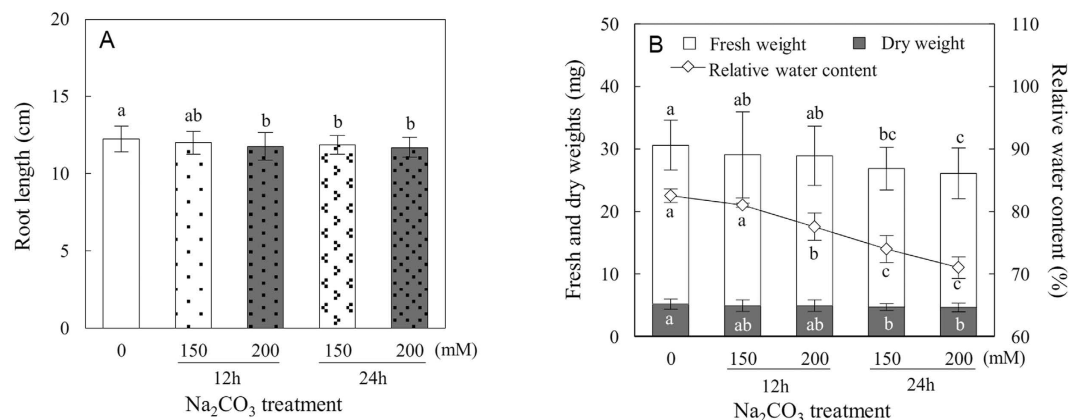 A
Root length (cm)
20
15
10
5
0
a
ab
b
b
b
0
150
200
150
200
(mM)
12h
24h
Na₂CO₃ treatment
B
Fresh weight
Dry weight
Relative water content
Fresh and dry weights (mg)
50
40
30
20
10
0
Relative water content (%)
110
100
90
80
70
60
a
ab
ab
bc
c
a
a
b
c
c
a
ab
ab
b
b
0
150
200
150
200
(mM)
12h
24h
Na₂CO₃ treatment